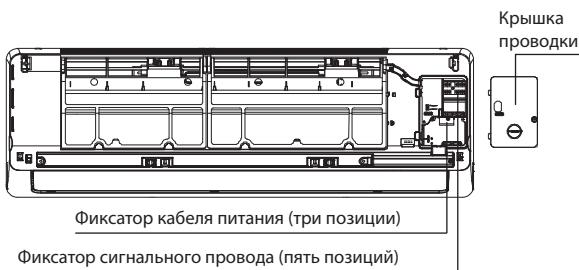 Крышка
проводки
Фиксатор кабеля питания (три позиции)
Фиксатор сигнального провода (пять позиций)